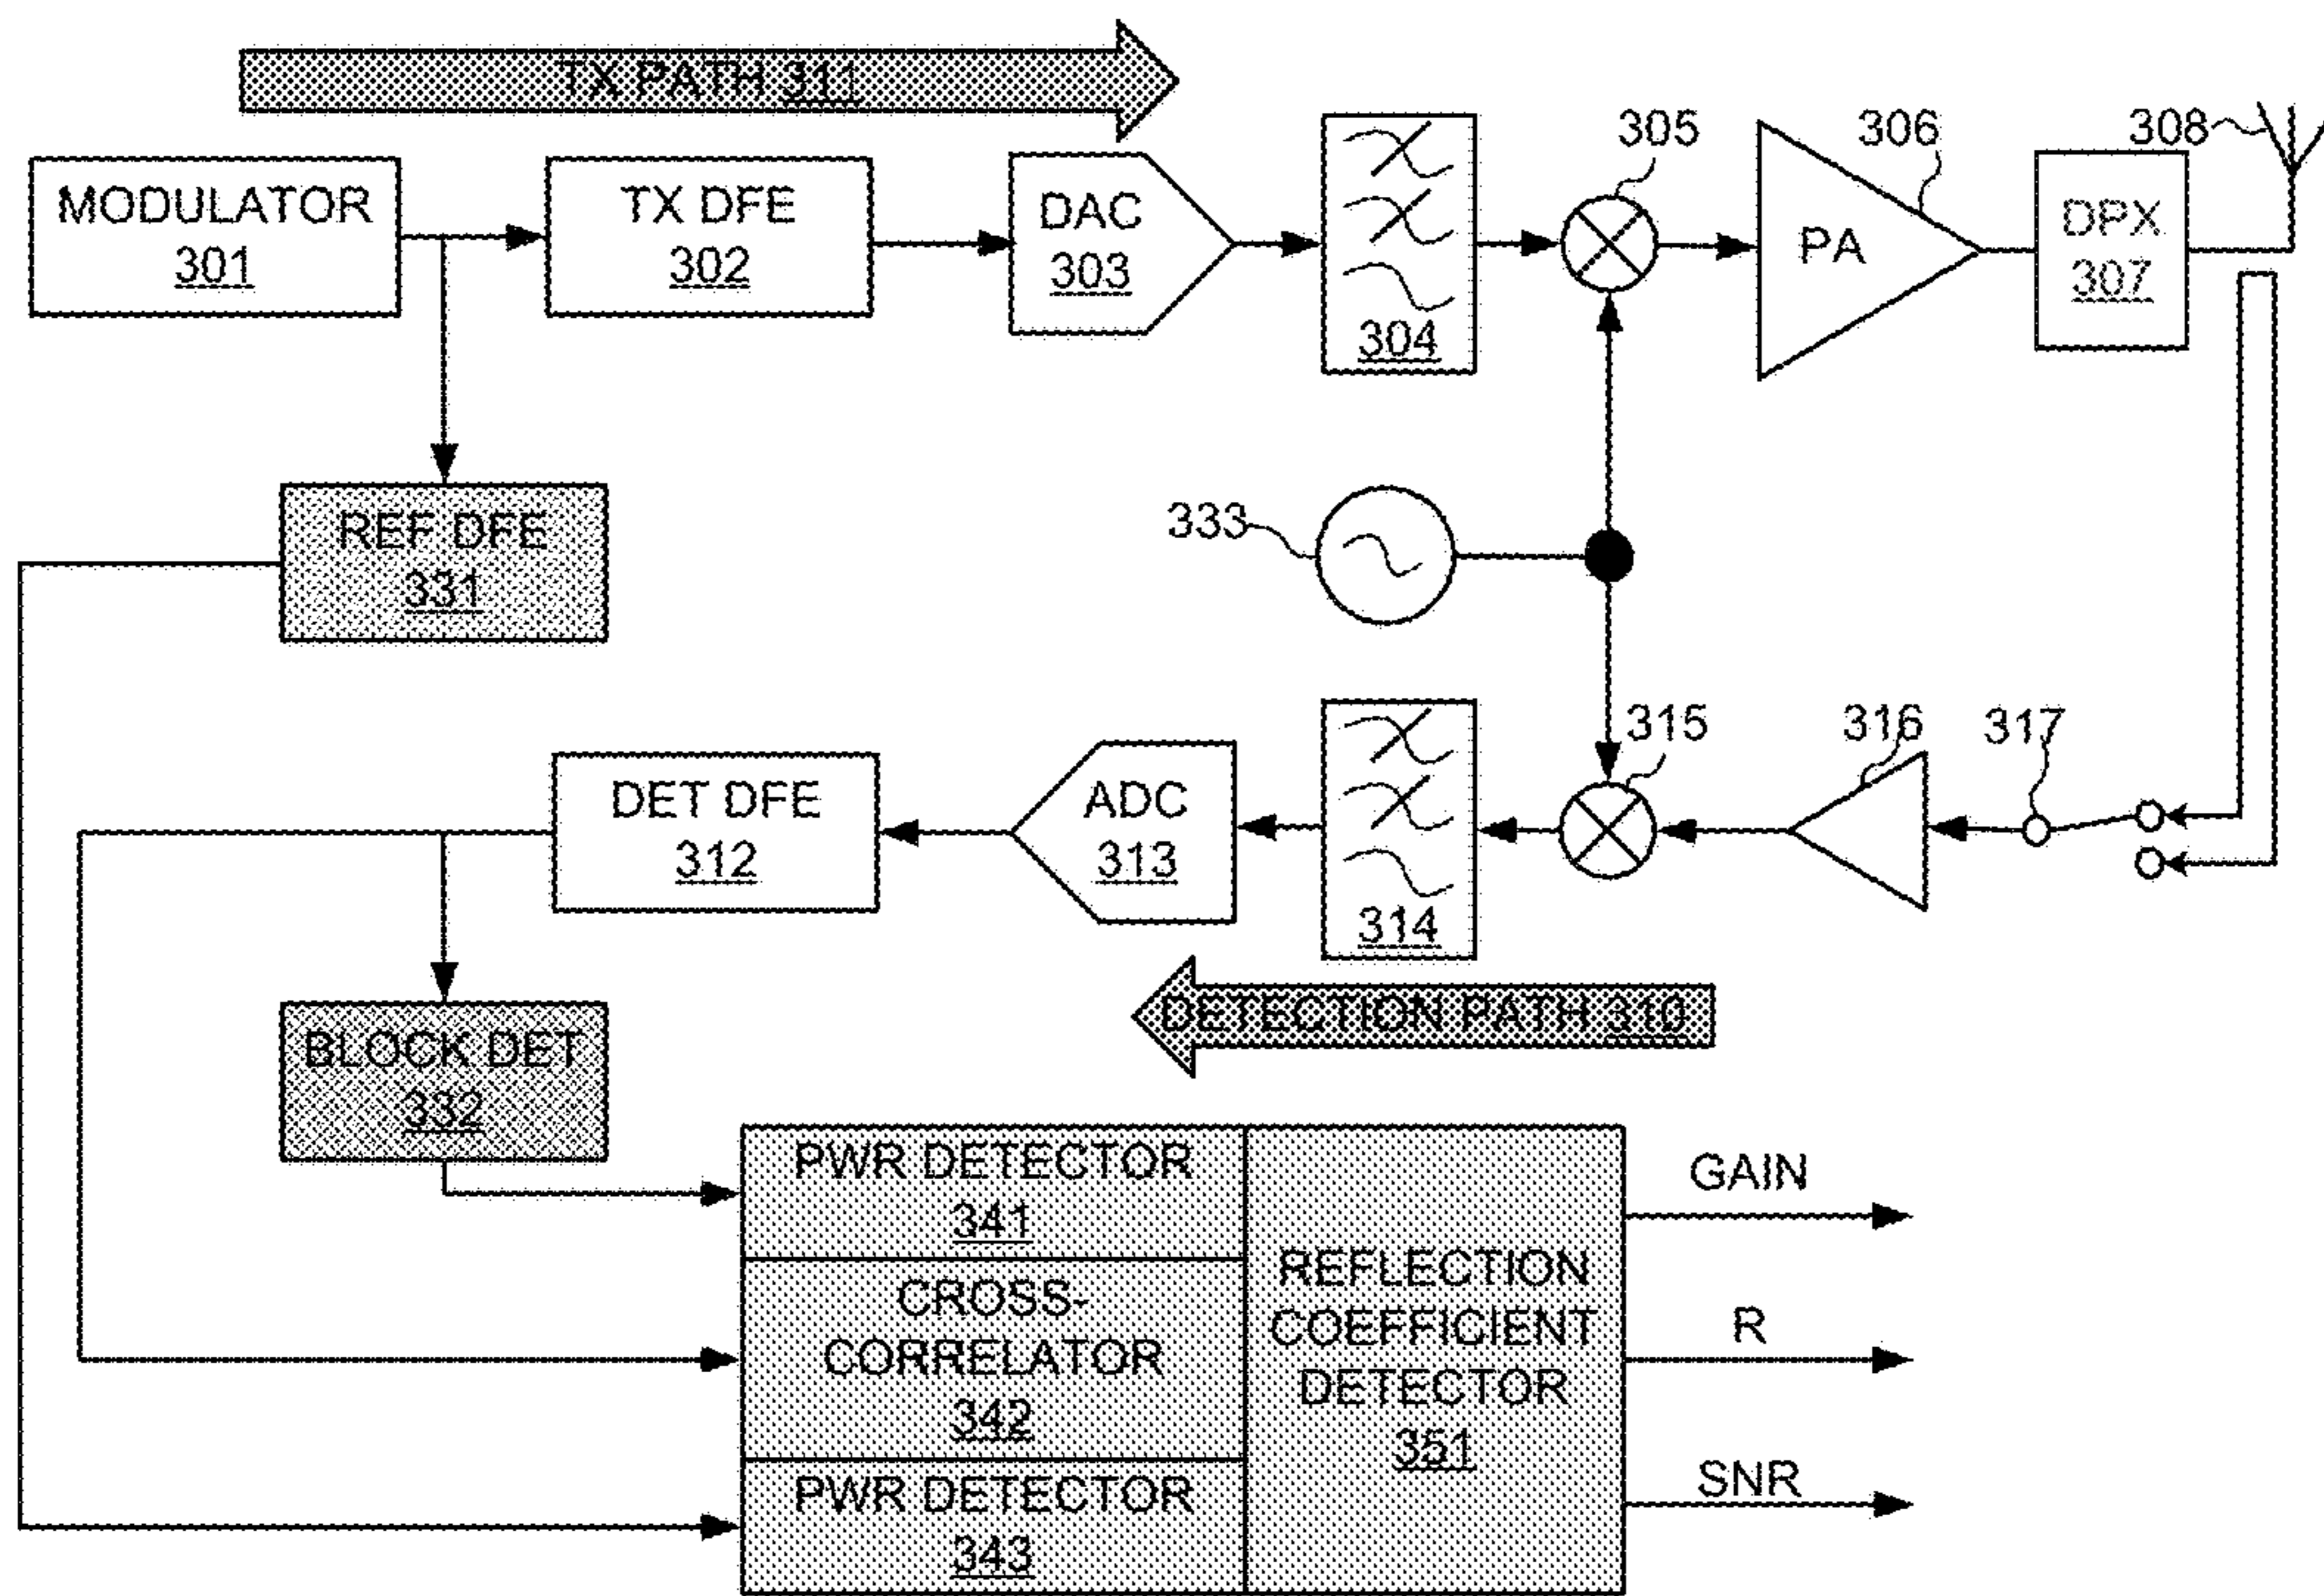 TX PATH 311
MODULATOR
301
TX DFE
302
DAC
303
304
305
PA
306
DPX
307
308
REF DFE
331
333
DET DFE
312
ADC
313
314
315
316
317
DETECTION PATH 310
BLOCK DET
332
PWR DETECTOR
341
CROSS-
CORRELATOR
342
PWR DETECTOR
343
REFLECTION
COEFFICIENT
DETECTOR
351
GAIN
R
SNR